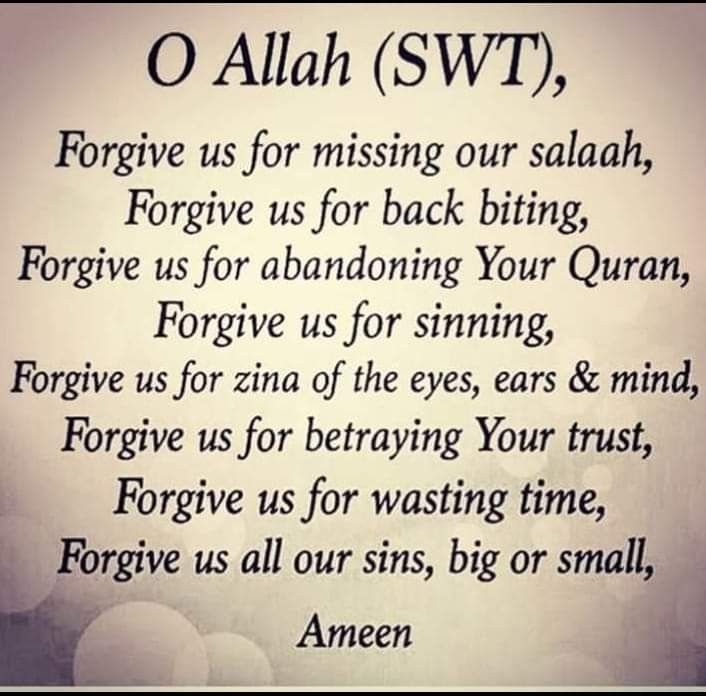 O Allah (SWT),
Forgive us for missing our salaah,
Forgive us for back biting,
Forgive us for abandoning Your Quran,
Forgive us for sinning,
Forgive us for zina of the eyes, ears & mind,
Forgive us for betraying Your trust,
Forgive us for wasting time,
Forgive us all our sins, big or small,
Ameen